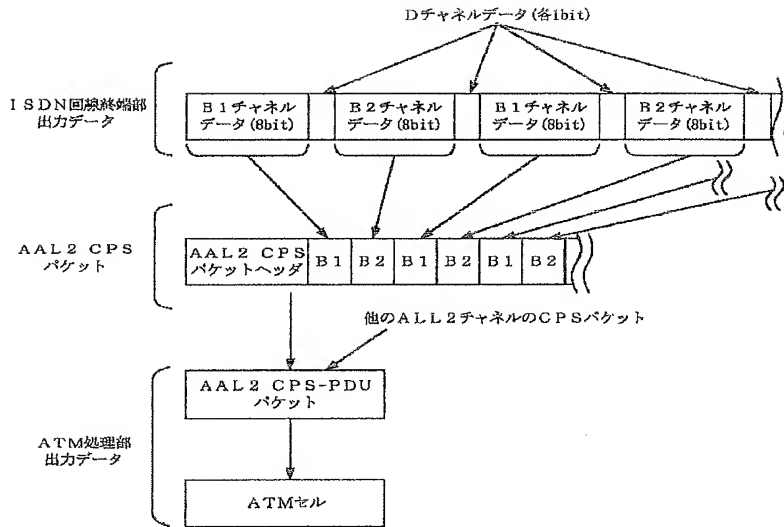 Dチャネルデータ(各1bit)
ISDN回線終端部
出力データ
B1チャネル
データ(8bit)
B2チャネル
データ(8bit)
B1チャネル
データ(8bit)
B2チャネル
データ(8bit)
AAL2 CPS
パケット
AAL2 CPS
パケットヘッダ
B1
B2
B1
B2
B1
B2
他のALL2チャネルのCPSパケット
AAL2 CPS-PDU
パケット
ATM処理部
出力データ
ATMセル